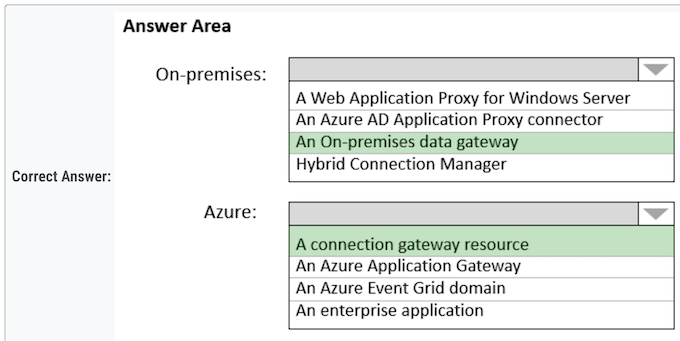 Answer Area
On-premises:
A Web Application Proxy for Windows Server
An Azure AD Application Proxy connector
An On-premises data gateway
Hybrid Connection Manager
Correct Answer:
Azure:
A connection gateway resource
An Azure Application Gateway
An Azure Event Grid domain
An enterprise application